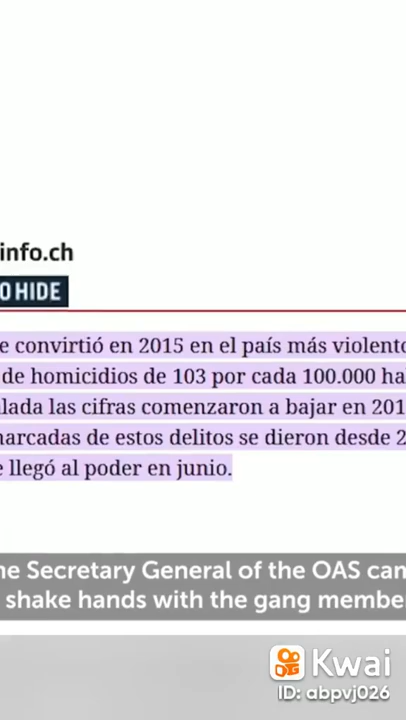 info.ch
O HIDE
e convirtió en 2015 en el país más violento
de homicidios de 103 por cada 100.000 ha
lada las cifras comenzaron a bajar en 201
narcadas de estos delitos se dieron desde 2
e llegó al poder en junio.
he Secretary General of the OAS cam
shake hands with the gang membe
Kwai
ID: abpvj026